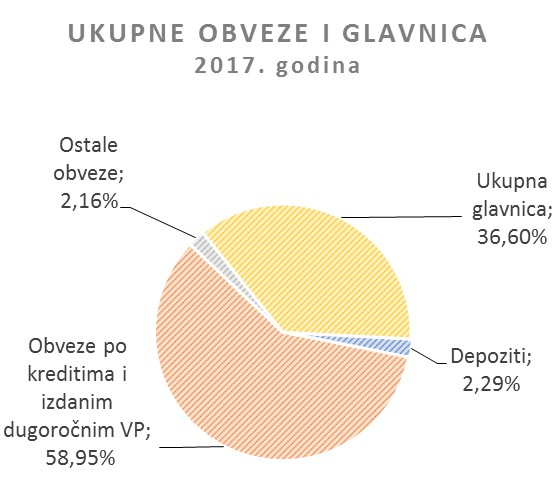 UKUPNE OBVEZE I GLAVNICA
2017. godina
Ostale
obveze;
2,16%
Ukupna
glavnica;
36,60%
Obveze po
kreditima i
izdanim
dugoročnim VP;
58,95%
Depoziti;
2,29%